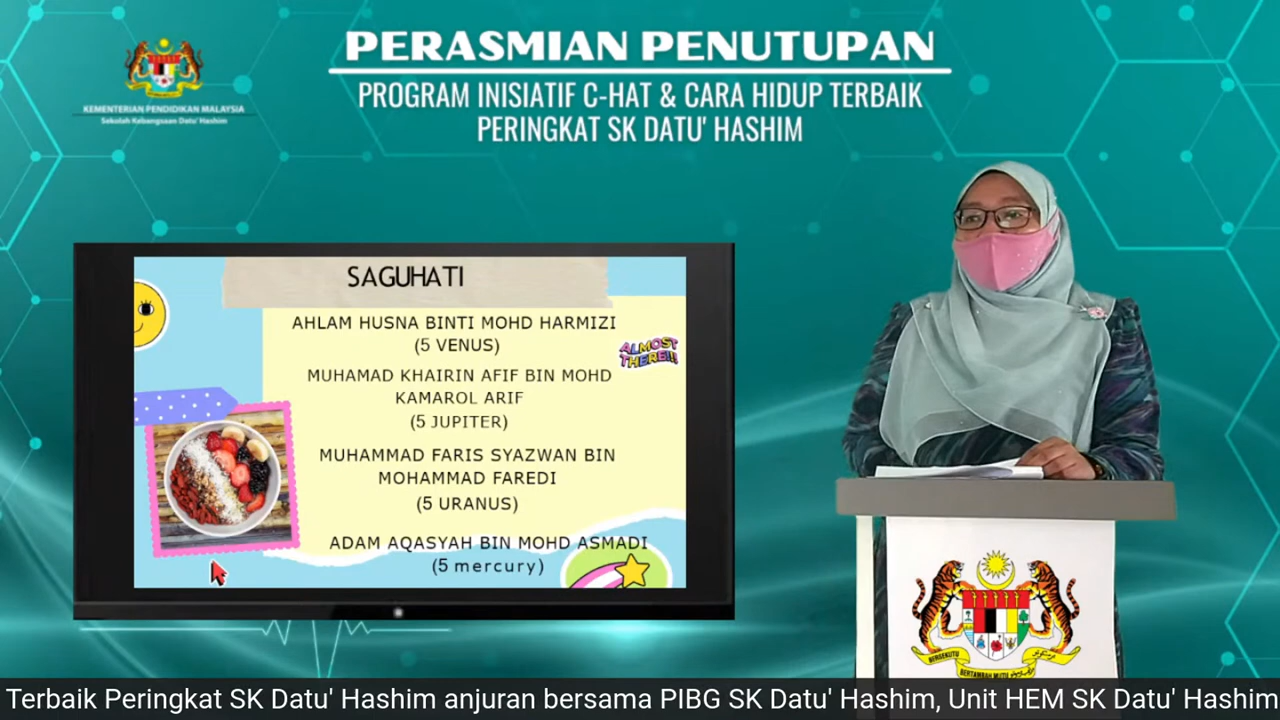 PERASMIAN PENUTUPAN
PROGRAM INISIATIF C-HAT & CARA HIDUP TERBAIK
PERINGKAT SK DATU' HASHIM
KEMENTERIAN PENDIDIKAN MALAYSIA
Sekolah Kebangsaan Datu' Hashim
SAGUHATI
AHLAM HUSNA BINTI MOHD HARMIZI
(5 VENUS)
ALMOST
THERE!!!
MUHAMAD KHAIRIN AFIF BIN MOHD
KAMAROL ARIF
(5 JUPITER)
MUHAMMAD FARIS SYAZWAN BIN
MOHAMMAD FAREDI
(5 URANUS)
ADAM AQASYAH BIN MOHD ASMADI
(5 mercury)
BERSEKUTU
BERTAMBAH MUTU
Terbaik Peringkat SK Datu' Hashim anjuran bersama PIBG SK Datu' Hashim, Unit HEM SK Datu' Hashim